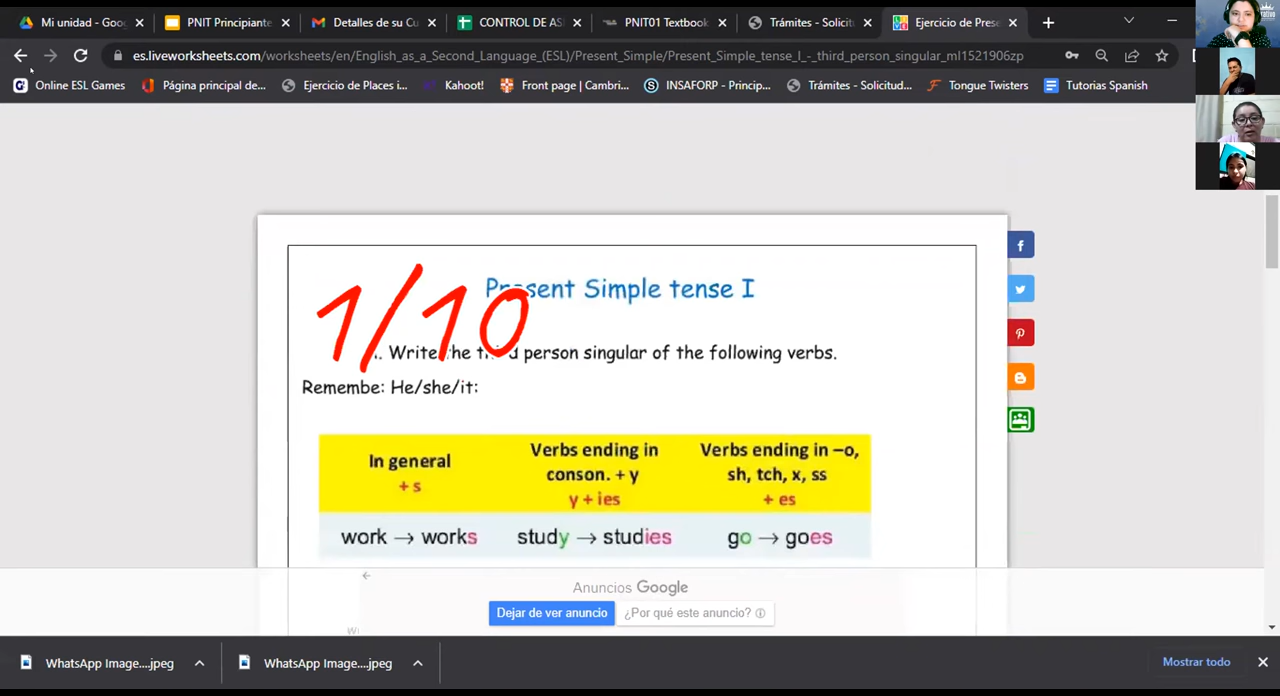 Mi unidad - Goo
PNIT Principiante
Detalles de su Cu
CONTROL DE ASI
PNIT01 Textbook
Trámites - Solicitud
Ejercicio de Prese
es.liveworksheets.com/worksheets/en/English_as_a_Second_Language_(ESL)/Present_Simple/Present_Simple_tense_I_-_third_person_singular_ml1521906zp
Online ESL Games
Página principal de...
Ejercicio de Places i...
Kahoot!
Front page | Cambri...
INSAFORP - Princip...
Trámites - Solicitud...
Tongue Twisters
Tutorias Spanish
1/10
Present Simple tense I
. Write the third person singular of the following verbs.
Remembe: He/she/it:
In general
+ s
Verbs ending in
conson. + y
y + ies
Verbs ending in –o,
sh, tch, x, ss
+ es
work → works
study → studies
go → goes
Anuncios Google
Dejar de ver anuncio
¿Por qué este anuncio?
WhatsApp Image....jpeg
WhatsApp Image....jpeg
Mostrar todo